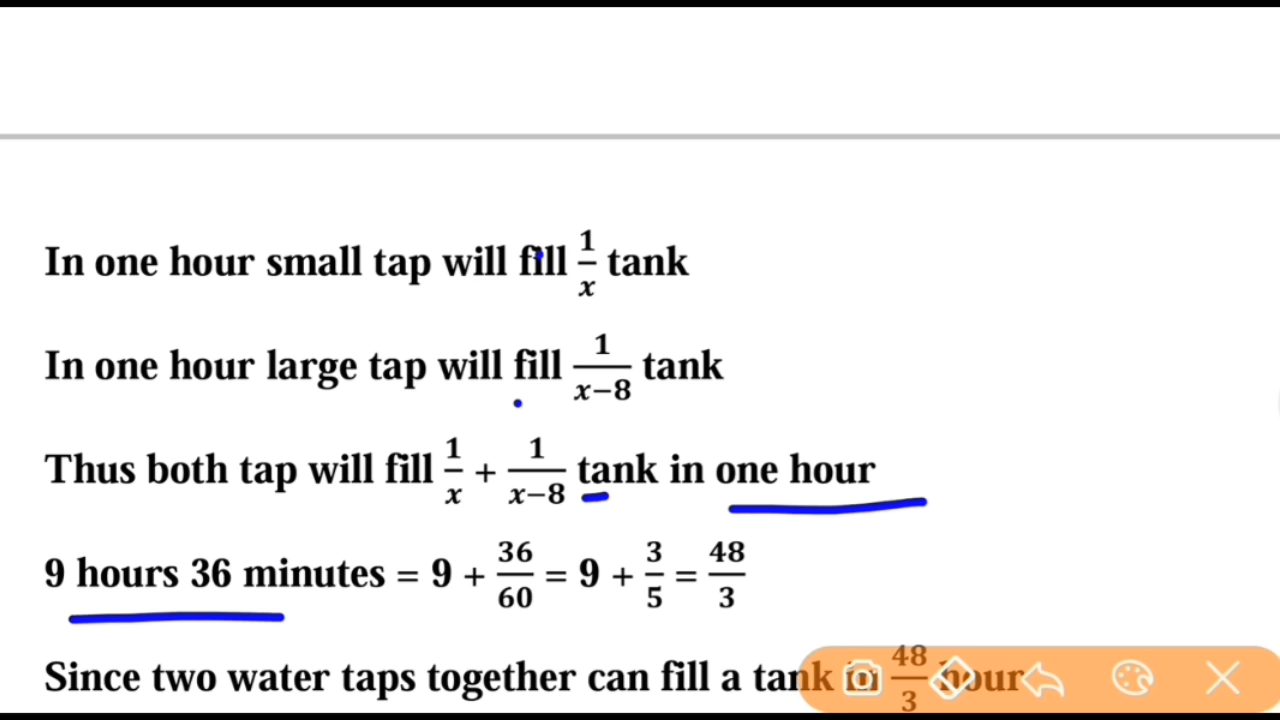 In one hour small tap will fill 1/x tank
In one hour large tap will fill 1/(x−8) tank
Thus both tap will fill 1/x + 1/(x−8) tank in one hour
9 hours 36 minutes = 9 + 36/60 = 9 + 3/5 = 48/3
Since two water taps together can fill a tank in 48/3 hour